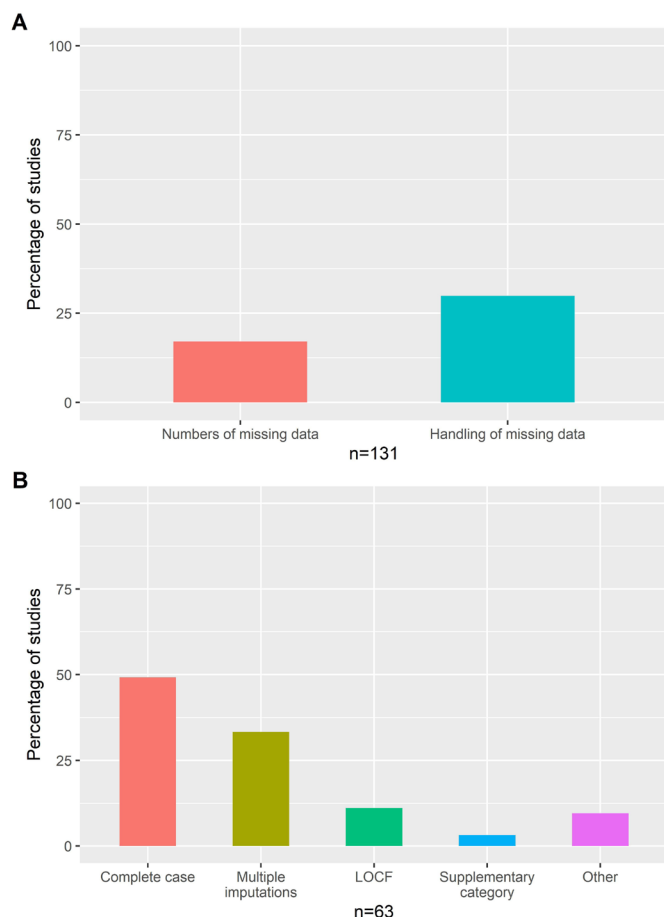 A
Percentage of studies
100
75
50
25
0
Numbers of missing data
Handling of missing data
n=131
B
Percentage of studies
100
75
50
25
0
Complete case
Multiple
imputations
LOCF
Supplementary
category
Other
n=63